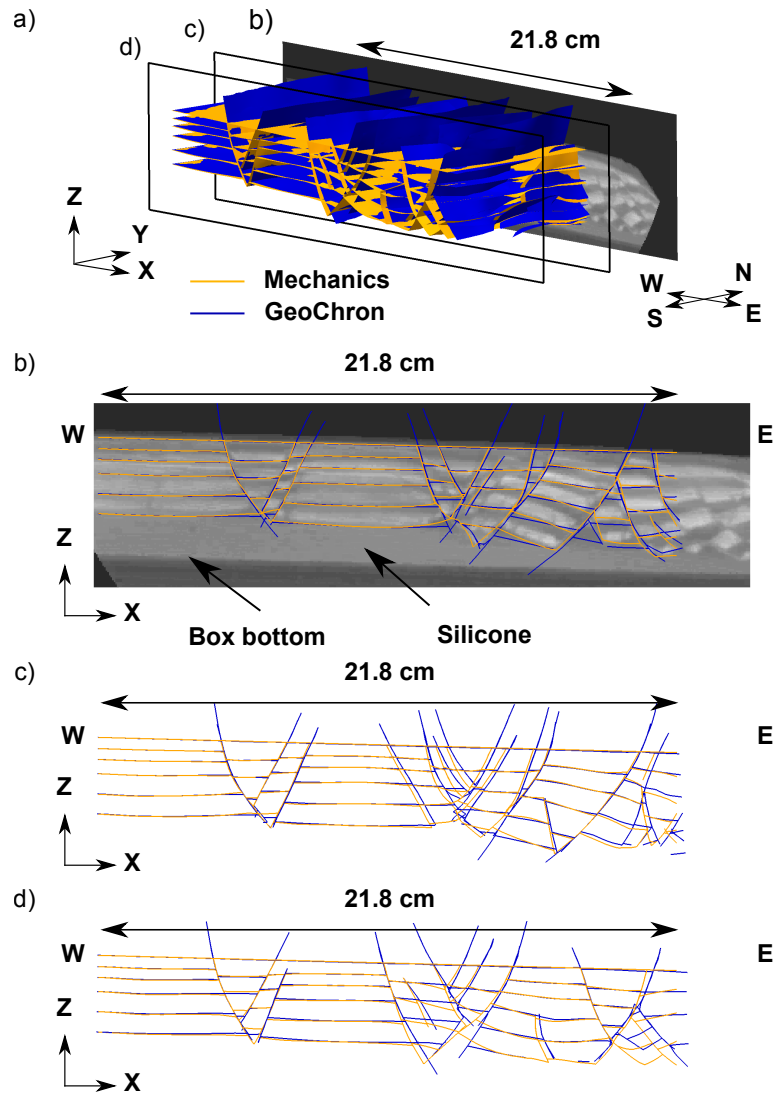 a)
b)
c)
d)
21.8 cm
Z
Y
X
Mechanics
GeoChron
W
N
S
E
b)
21.8 cm
W
E
Z
X
Box bottom
Silicone
c)
21.8 cm
W
E
Z
X
d)
21.8 cm
W
E
Z
X